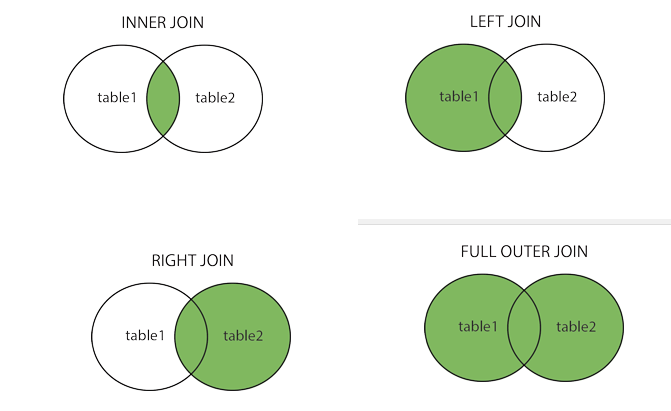 INNER JOIN
table1 table2
LEFT JOIN
table1 table2
RIGHT JOIN
table1 table2
FULL OUTER JOIN
table1 table2